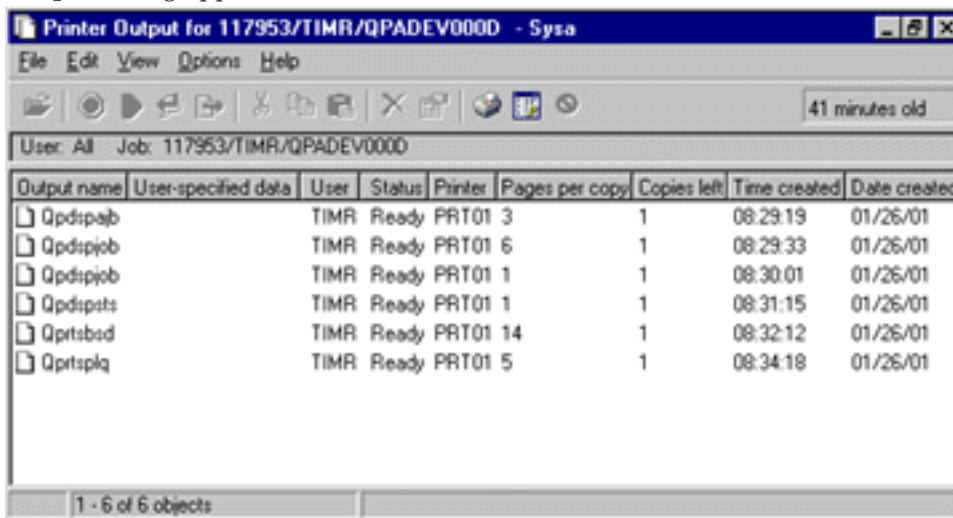 Printer Output for 117953/TIMR/QPADEV000D - Sysa
File Edit View Options Help
41 minutes old
User: All Job: 117953/TIMR/QPADEV000D
Output name User-specified data User Status Printer Pages per copy Copies left Time created Date created
Qpdspajb TIMR Ready PRT01 3 1 08:29:19 01/26/01
Qpdspjob TIMR Ready PRT01 6 1 08:29:33 01/26/01
Qpdspjob TIMR Ready PRT01 1 1 08:30:01 01/26/01
Qpdspsts TIMR Ready PRT01 1 1 08:31:15 01/26/01
Qprtsbsd TIMR Ready PRT01 14 1 08:32:12 01/26/01
Qprtsplq TIMR Ready PRT01 5 1 08:34:18 01/26/01
1 - 6 of 6 objects